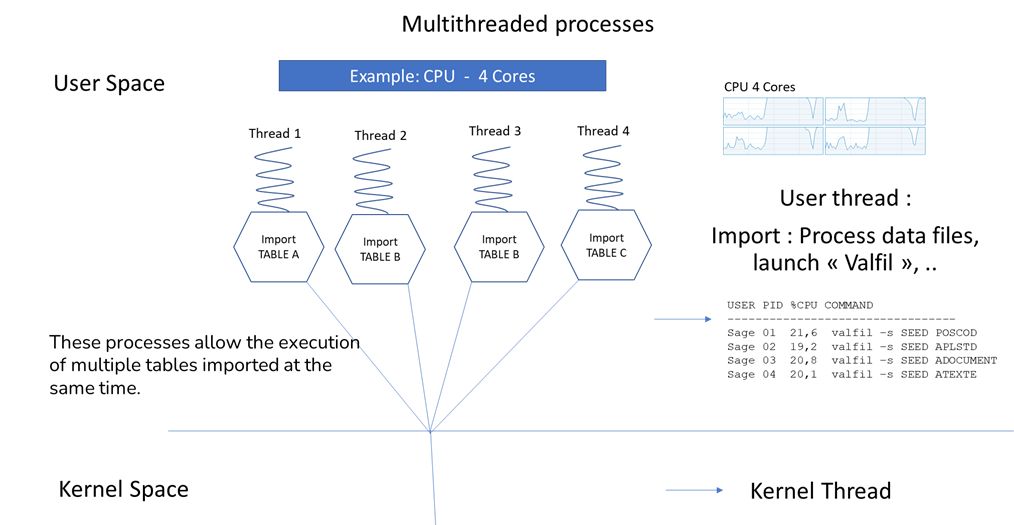 Multithreaded processes
User Space
Example: CPU - 4 Cores
CPU 4 Cores
Thread 1
Thread 2
Thread 3
Thread 4
Import
TABLE A
Import
TABLE B
Import
TABLE B
Import
TABLE C
User thread :
Import : Process data files,
launch « Valfil », ..
USER PID %CPU COMMAND
---------------------------------
Sage 01 21,6 valfil –s SEED POSCOD
Sage 02 19,2 valfil –s SEED APLSTD
Sage 03 20,8 valfil –s SEED ADOCUMENT
Sage 04 20,1 valfil –s SEED ATEXTE
These processes allow the execution
of multiple tables imported at the
same time.
Kernel Space
Kernel Thread